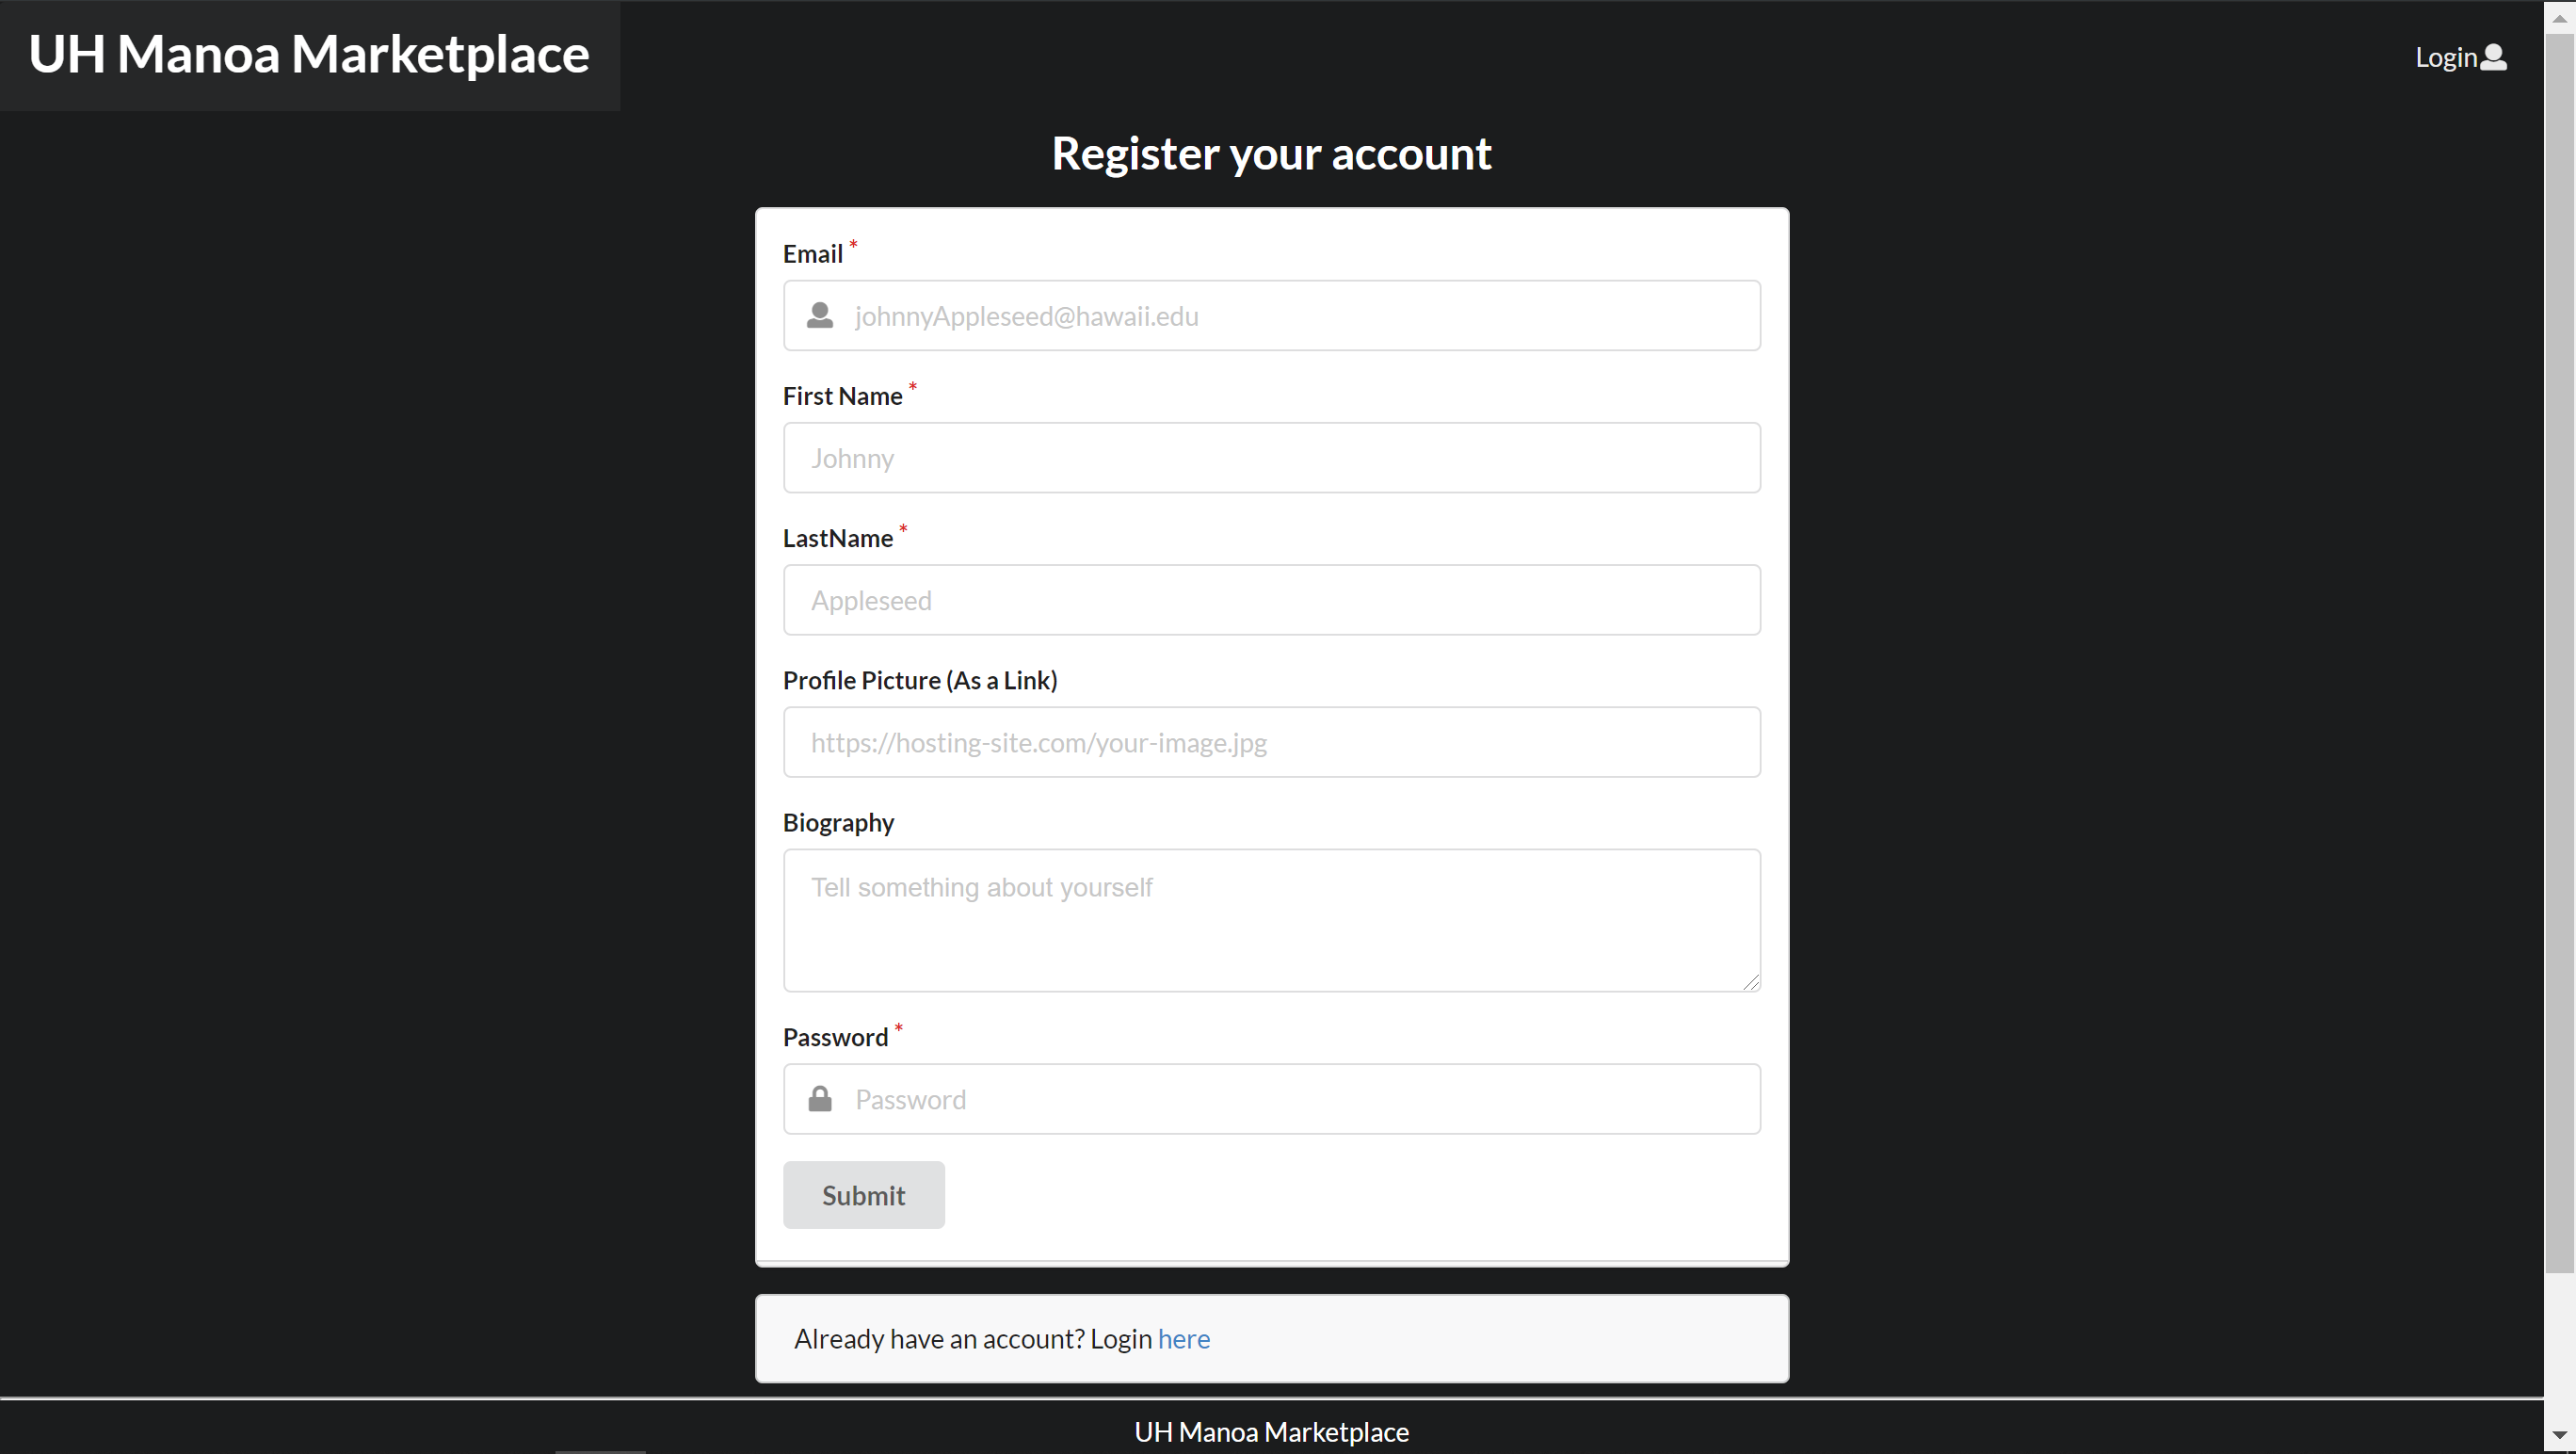 UH Manoa Marketplace
Login
Register your account
Email *
johnnyAppleseed@hawaii.edu
First Name *
Johnny
LastName *
Appleseed
Profile Picture (As a Link)
https://hosting-site.com/your-image.jpg
Biography
Tell something about yourself
Password *
Password
Submit
Already have an account? Login here
UH Manoa Marketplace